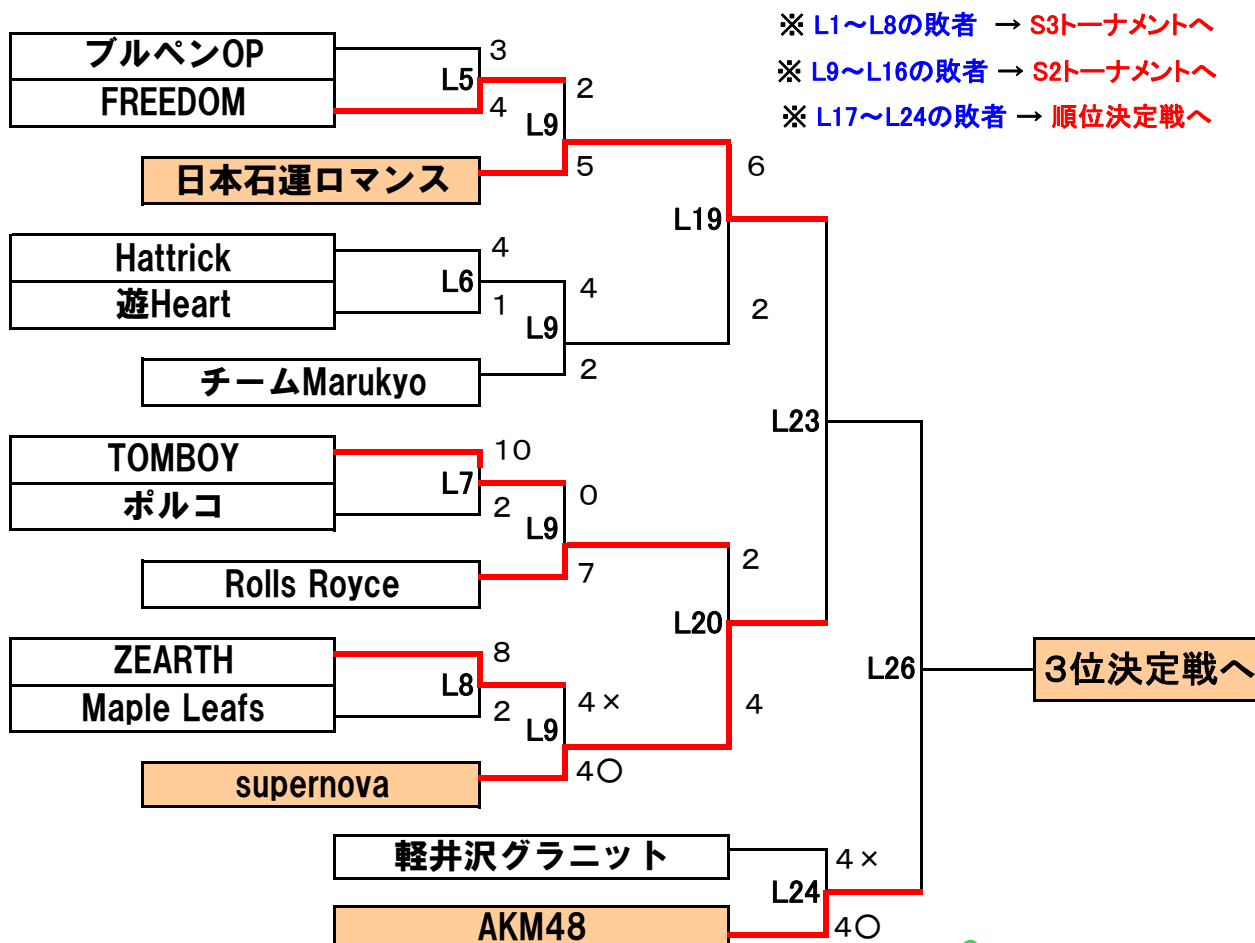 ※ L1～L8の敗者 → S3トーナメントへ
※ L9～L16の敗者 → S2トーナメントへ
※ L17～L24の敗者 → 順位決定戦へ
ブルペンOP
3
L5
FREEDOM
4
2
L9
日本石運ロマンス
5
6
L19
Hattrick
4
L6
遊Heart
1
4
L9
チームMarukyo
2
2
L23
TOMBOY
10
L7
ポルコ
2
0
L9
Rolls Royce
7
2
L20
ZEARTH
8
L8
Maple Leafs
2
4×
L9
supernova
4〇
4
L26
3位決定戦へ
軽井沢グラニット
4×
L24
AKM48
4〇